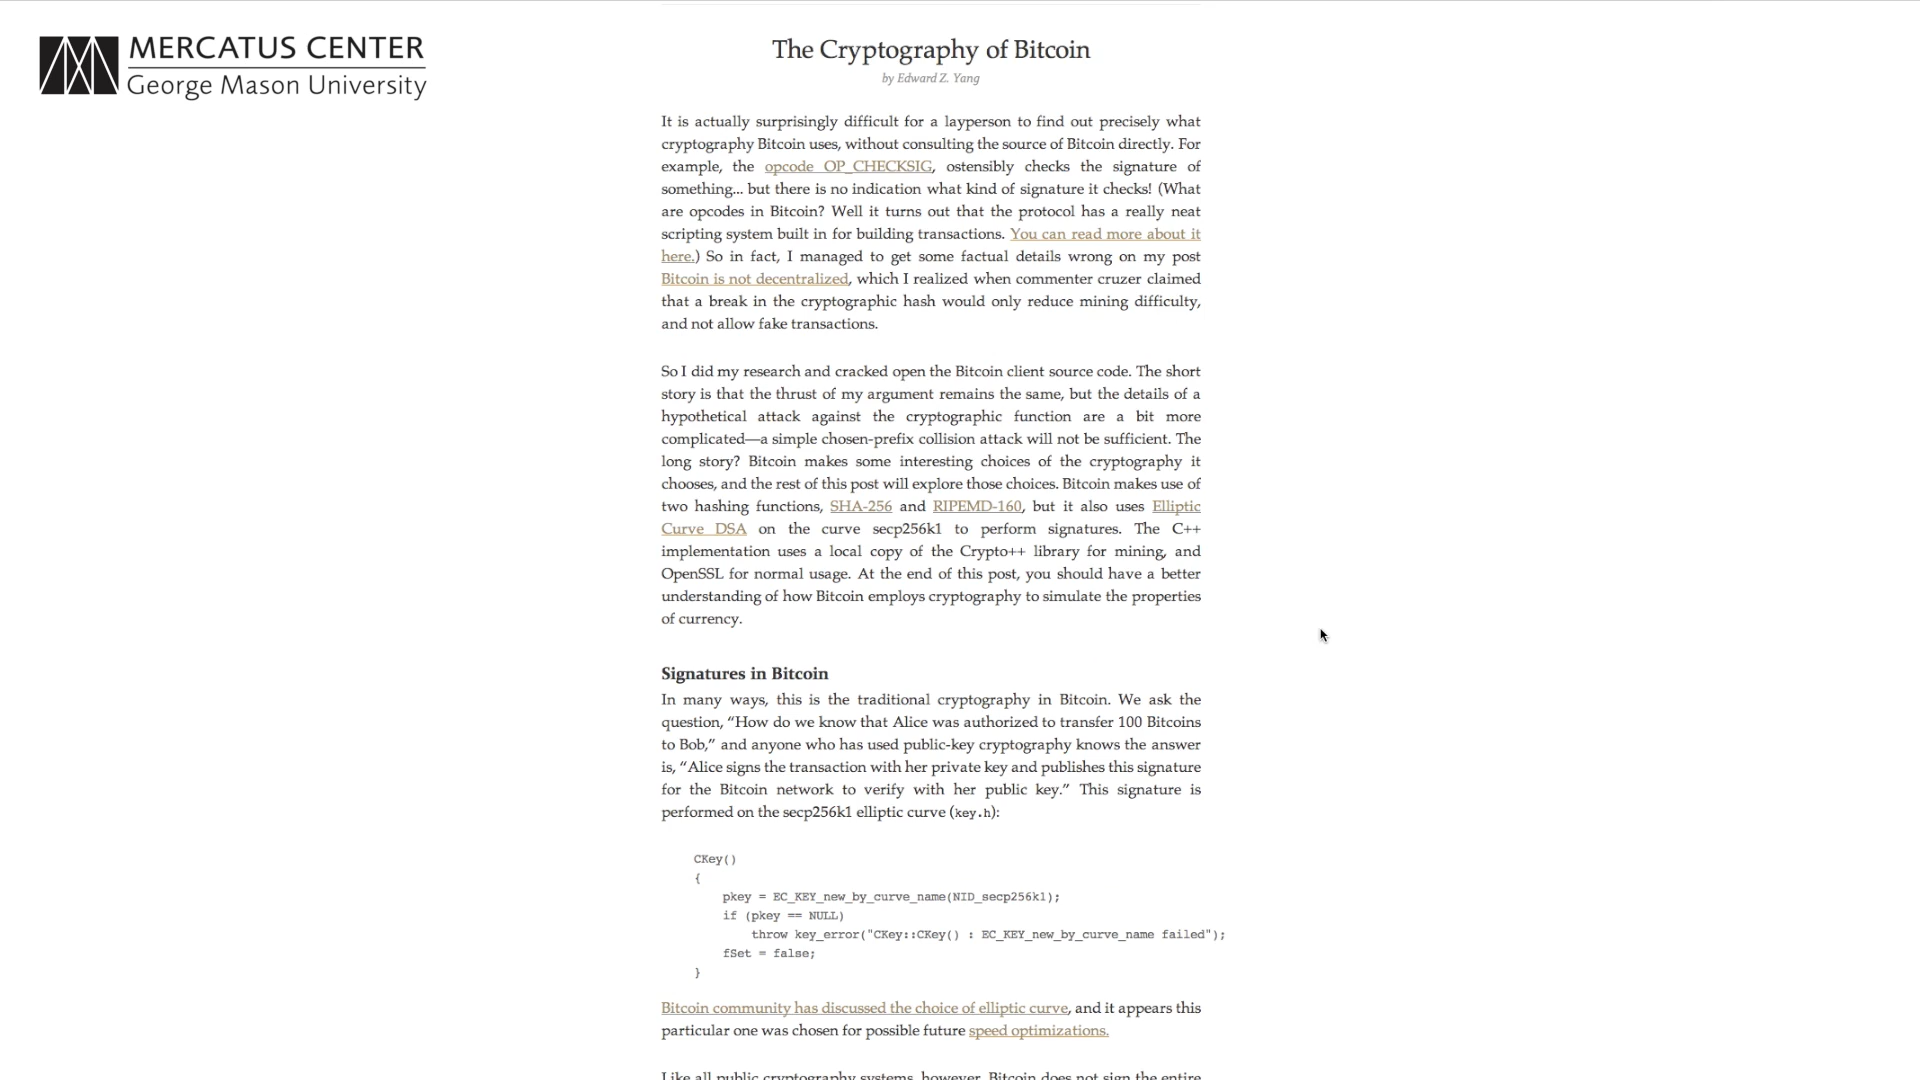 MERCATUS CENTER
George Mason University
The Cryptography of Bitcoin
by Edward Z. Yang
It is actually surprisingly difficult for a layperson to find out precisely what
cryptography Bitcoin uses, without consulting the source of Bitcoin directly. For
example, the opcode OP_CHECKSIG, ostensibly checks the signature of
something... but there is no indication what kind of signature it checks! (What
are opcodes in Bitcoin? Well it turns out that the protocol has a really neat
scripting system built in for building transactions. You can read more about it
here.) So in fact, I managed to get some factual details wrong on my post
Bitcoin is not decentralized, which I realized when commenter cruzer claimed
that a break in the cryptographic hash would only reduce mining difficulty,
and not allow fake transactions.
So I did my research and cracked open the Bitcoin client source code. The short
story is that the thrust of my argument remains the same, but the details of a
hypothetical attack against the cryptographic function are a bit more
complicated—a simple chosen-prefix collision attack will not be sufficient. The
long story? Bitcoin makes some interesting choices of the cryptography it
chooses, and the rest of this post will explore those choices. Bitcoin makes use of
two hashing functions, SHA-256 and RIPEMD-160, but it also uses Elliptic
Curve DSA on the curve secp256k1 to perform signatures. The C++
implementation uses a local copy of the Crypto++ library for mining, and
OpenSSL for normal usage. At the end of this post, you should have a better
understanding of how Bitcoin employs cryptography to simulate the properties
of currency.
Signatures in Bitcoin
In many ways, this is the traditional cryptography in Bitcoin. We ask the
question, “How do we know that Alice was authorized to transfer 100 Bitcoins
to Bob,” and anyone who has used public-key cryptography knows the answer
is, “Alice signs the transaction with her private key and publishes this signature
for the Bitcoin network to verify with her public key.” This signature is
performed on the secp256k1 elliptic curve (key.h):
CKey()
{
pkey = EC_KEY_new_by_curve_name(NID_secp256k1);
if (pkey == NULL)
throw key_error("CKey::CKey() : EC_KEY_new_by_curve_name failed");
fSet = false;
}
Bitcoin community has discussed the choice of elliptic curve, and it appears this
particular one was chosen for possible future speed optimizations.
Like all public cryptography systems, however, Bitcoin does not sign the entire